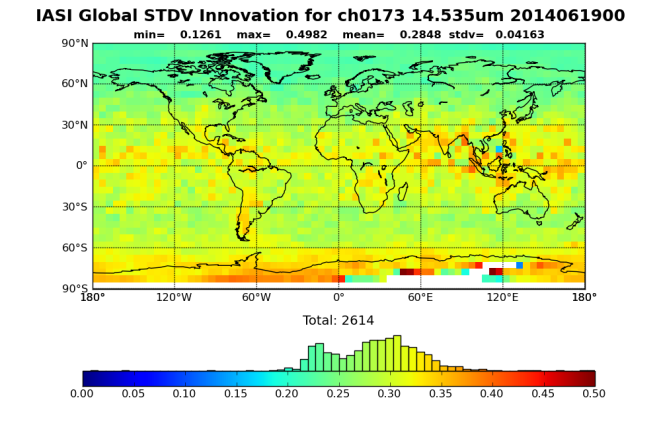 IASI Global STDV Innovation for ch0173 14.535um 2014061900
min= 0.1261 max= 0.4982 mean= 0.2848 stdv= 0.04163
90°N
60°N
30°N
0°
30°S
60°S
90°S
180° 120°W 60°W 0° 60°E 120°E 180°
Total: 2614
0.00 0.05 0.10 0.15 0.20 0.25 0.30 0.35 0.40 0.45 0.50